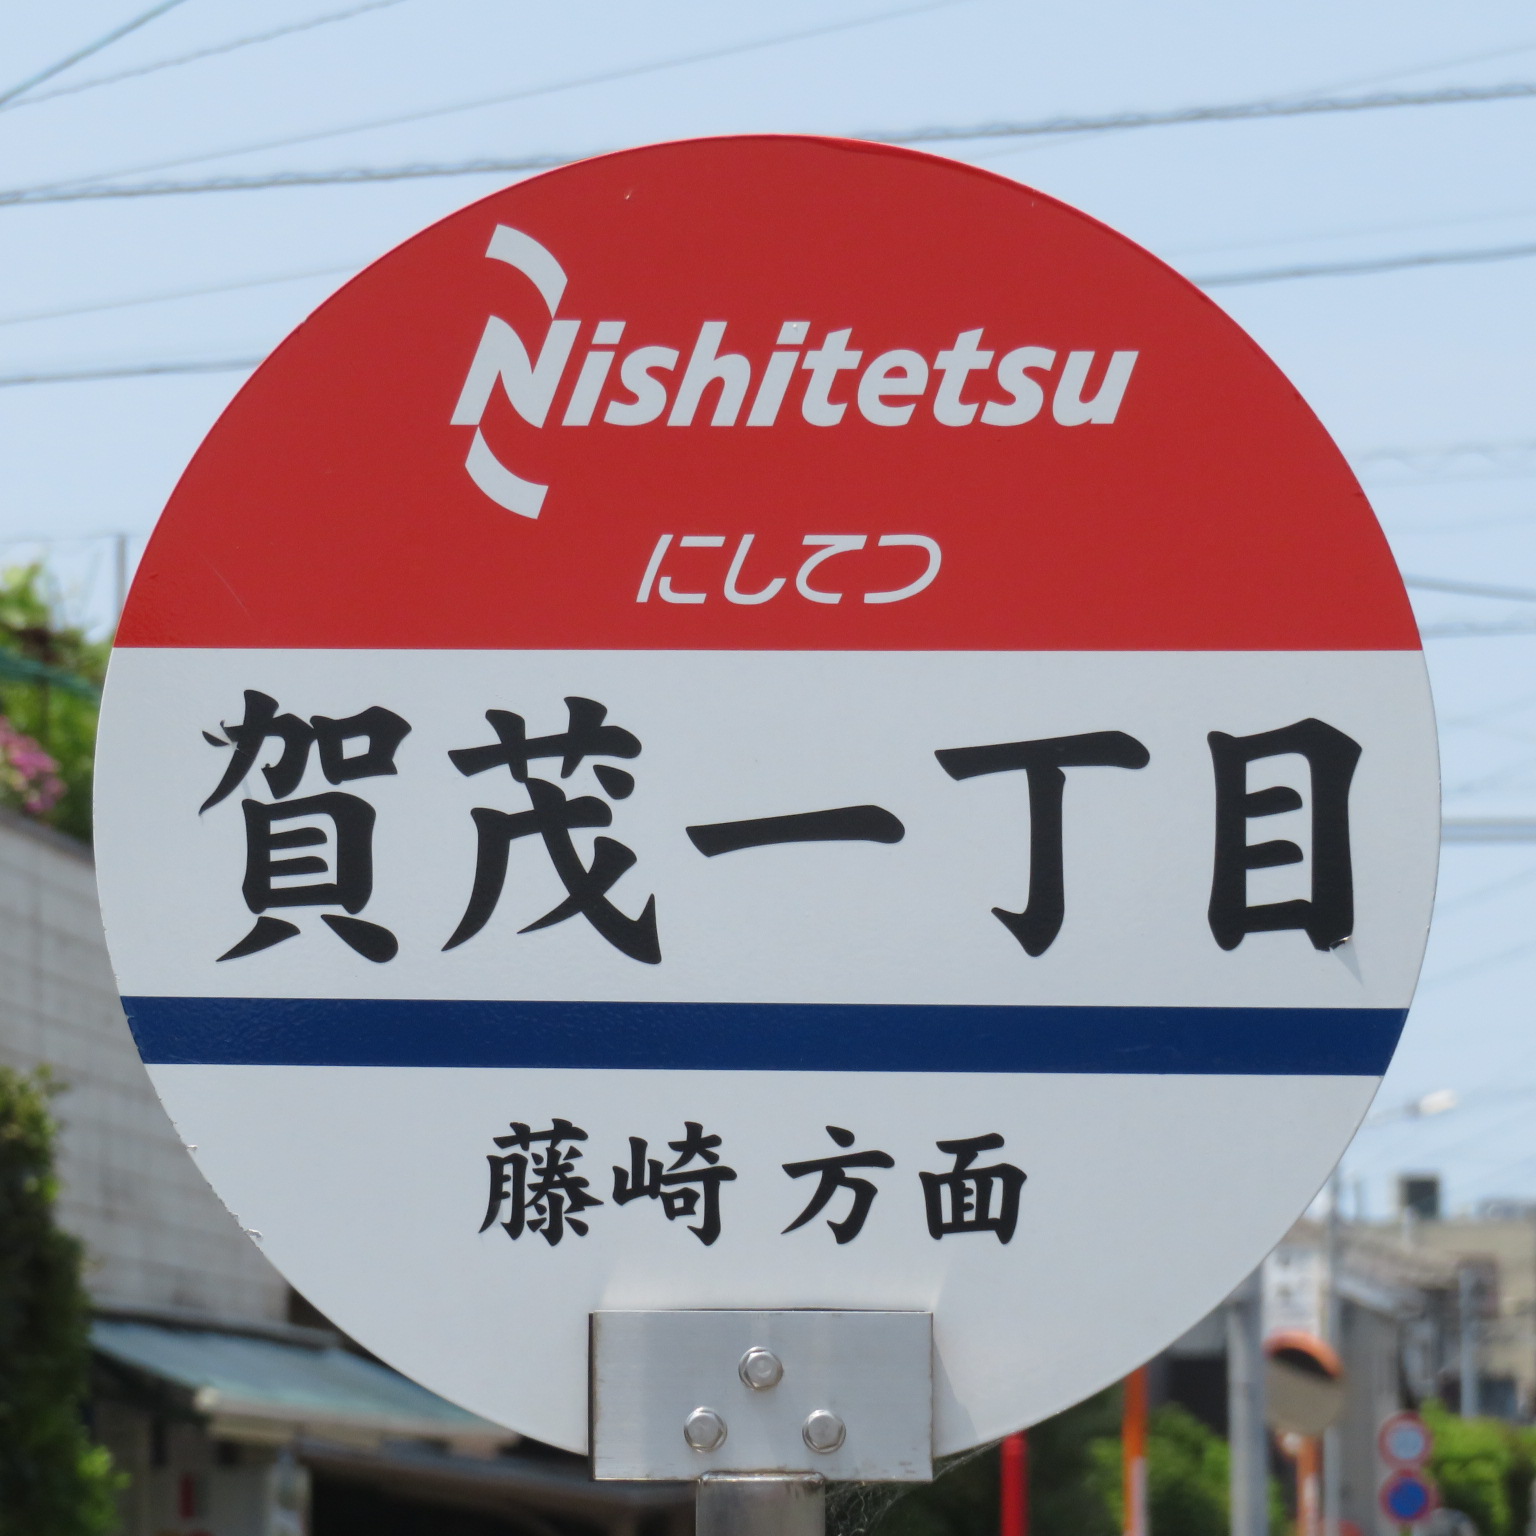 Nishitetsu
にしてつ
賀茂一丁目
藤崎 方面